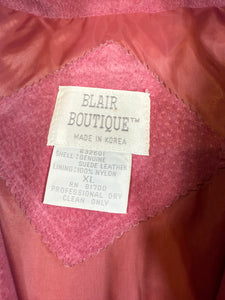 BLAIR
BOUTIQUE™
MADE IN KOREA
632601
SHELL:GENUINE
SUEDE LEATHER
LINING:100% NYLON
XL
RN 81700
PROFESSIONAL DRY
CLEAN ONLY